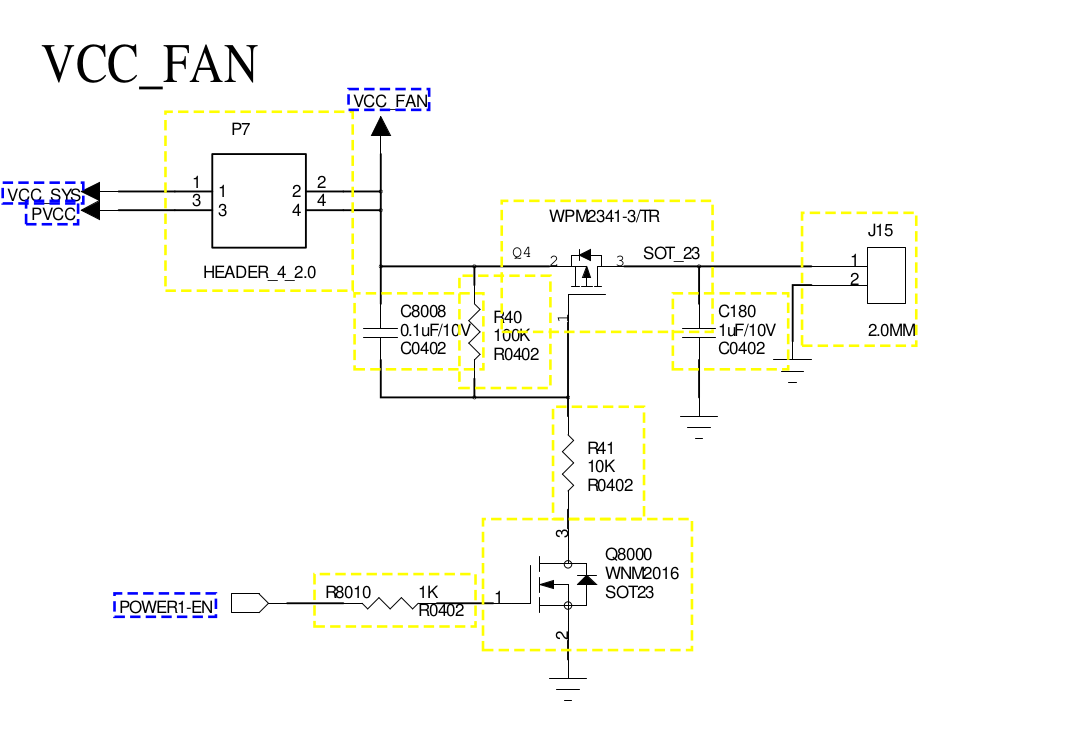 VCC_FAN
VCC_FAN
P7
VCC_SYS
PVCC
1
3
1
3
2
4
2
4
HEADER_4_2.0
WPM2341-3/TR
Q4
2
3
SOT_23
1
J15
1
2
2.0MM
C8008
0.1uF/10V
C0402
R40
100K
R0402
C180
1uF/10V
C0402
R41
10K
R0402
3
Q8000
WNM2016
SOT23
POWER1-EN
R8010
1K
R0402
1
2